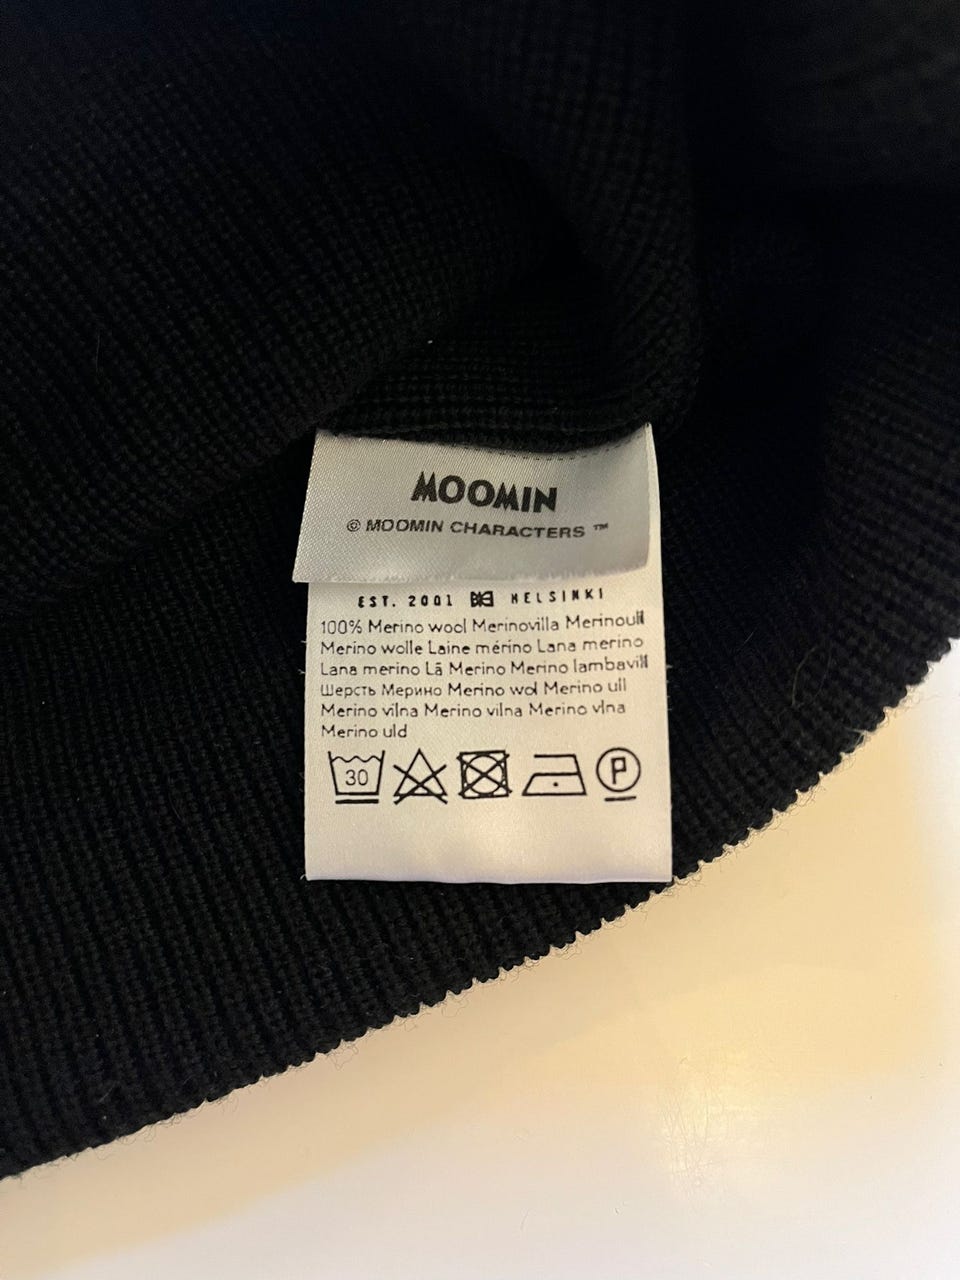 MOOMIN
© MOOMIN CHARACTERS ™
EST. 2001 HELSINKI
100% Merino wool Merinovilla Merinoull
Merino wolle Laine mérino Lana merino
Lana merino Lã Merino Merino lambavill
Шерсть Мерино Merino wol Merino ull
Merino vilna Merino vilna Merino vlna
Merino uld
30
P